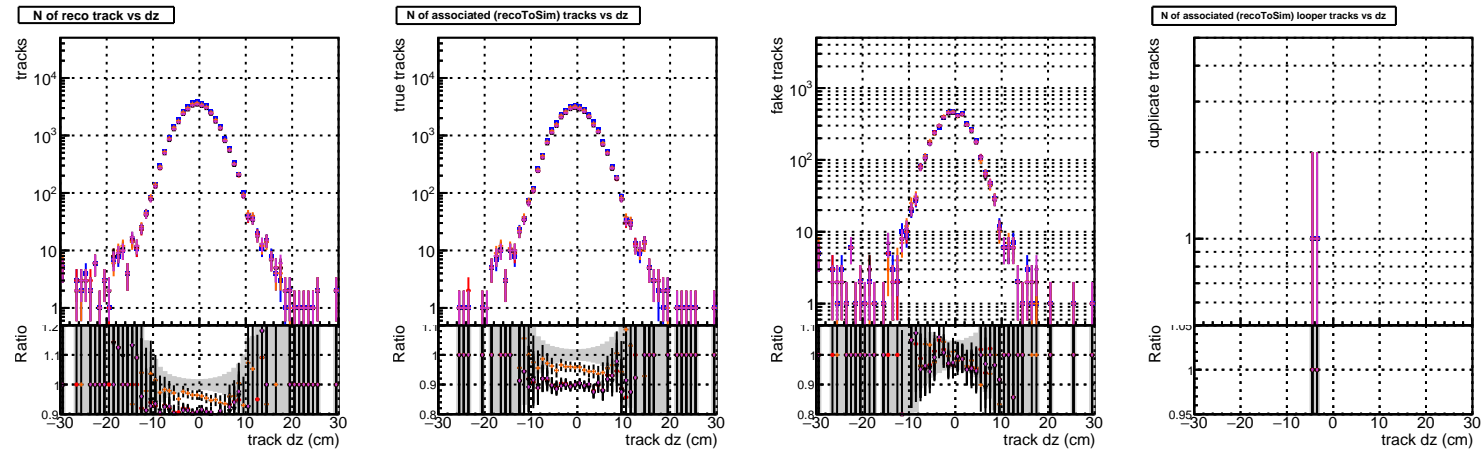 N of reco track vs dz
tracks
10^4
10^3
10^2
10
1
Ratio
1.2
1.1
1
0.9
−30 −20 −10 0 10 20 30
track dz (cm)
N of associated (recoToSim) tracks vs dz
true tracks
10^4
10^3
10^2
10
1
Ratio
1.1
1
0.9
0.8
−30 −20 −10 0 10 20 30
track dz (cm)
fake tracks
10^3
10^2
10
1
Ratio
1.1
1
0.9
0.8
−30 −20 −10 0 10 20 30
track dz (cm)
N of associated (recoToSim) looper tracks vs dz
duplicate tracks
1
Ratio
1.05
1
0.95
−30 −20 −10 0 10 20 30
track dz (cm)